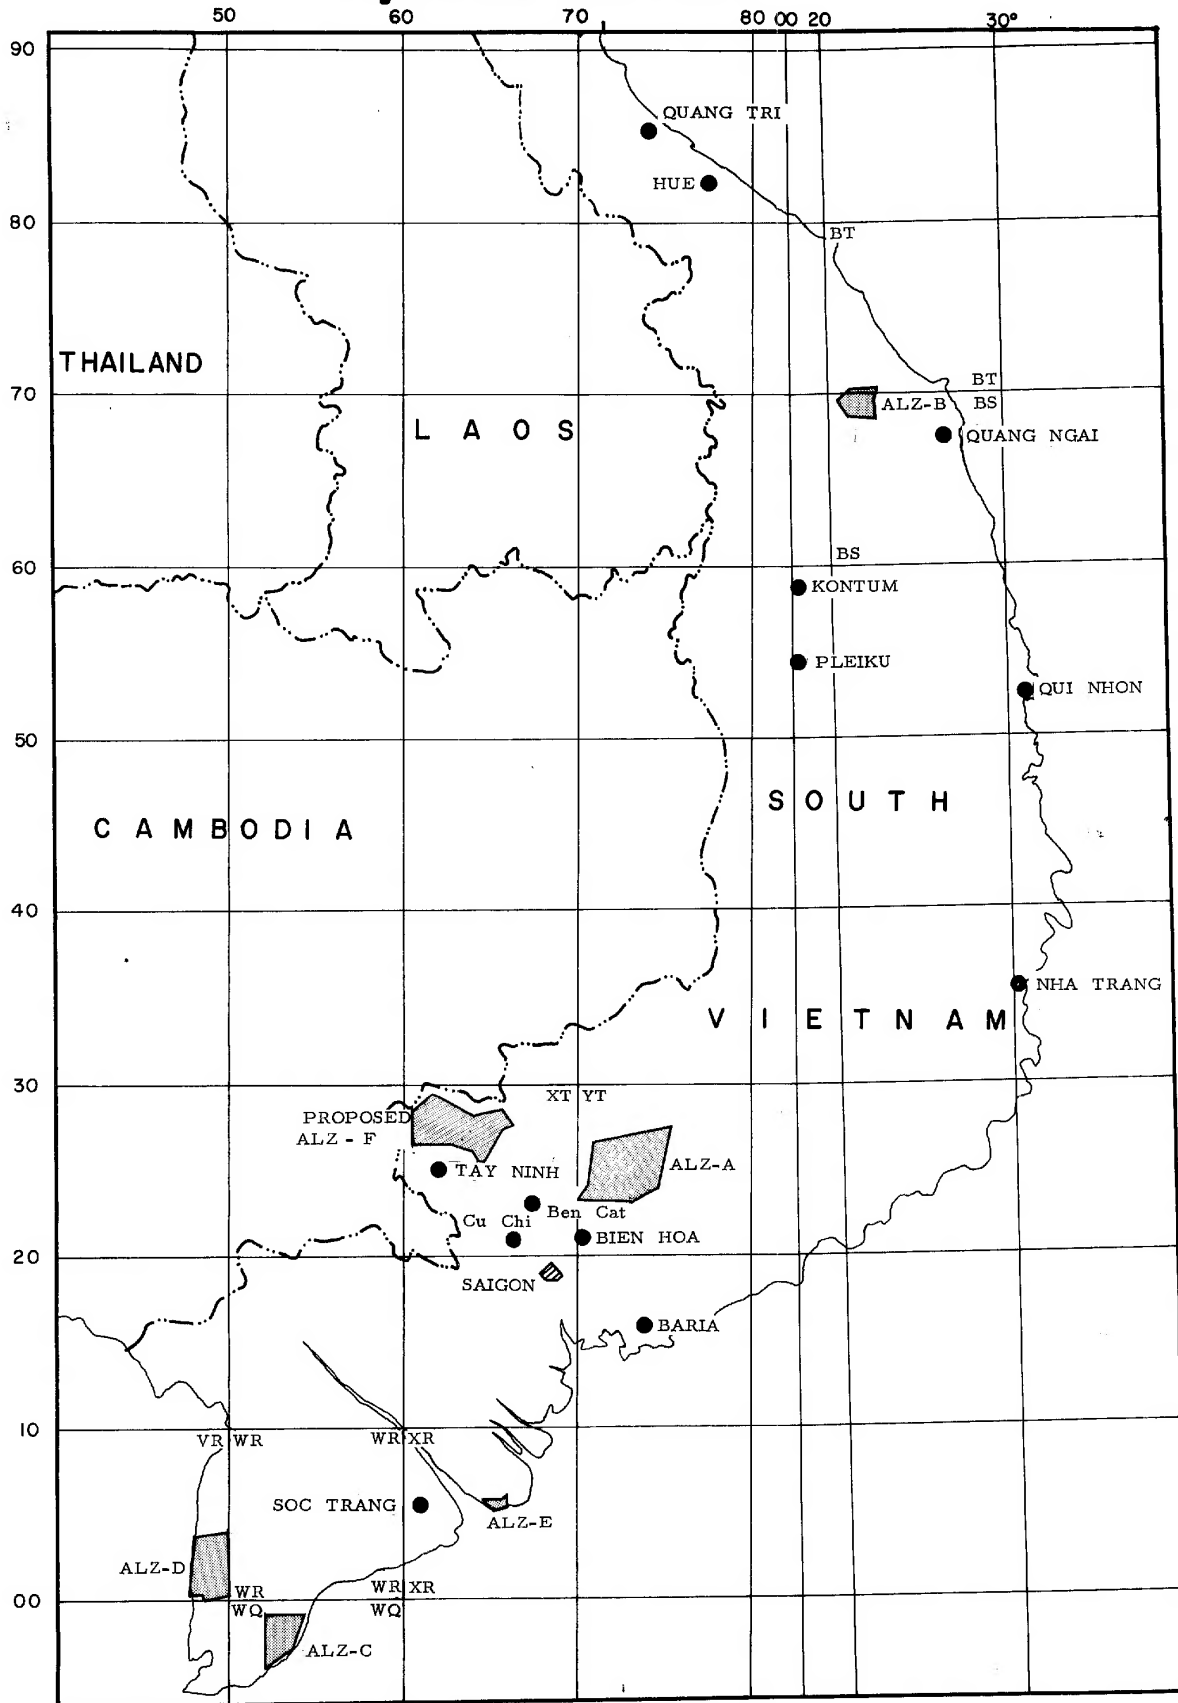 50 60 70 80 00 20 30°
90
QUANG TRI
HUE
80
BT
THAILAND
BT
70
ALZ-B BS
LAOS
QUANG NGAI
BS
60
KONTUM
PLEIKU
QUI NHON
50
SOUTH
CAMBODIA
40
NHA TRANG
VIETNAM
30
XT YT
PROPOSED
ALZ - F
ALZ-A
TAY NINH
Ben Cat
Cu Chi
BIEN HOA
20
SAIGON
BARIA
10
VR WR WR XR
SOC TRANG
ALZ-E
ALZ-D
WR WR XR
00
WQ WQ
ALZ-C